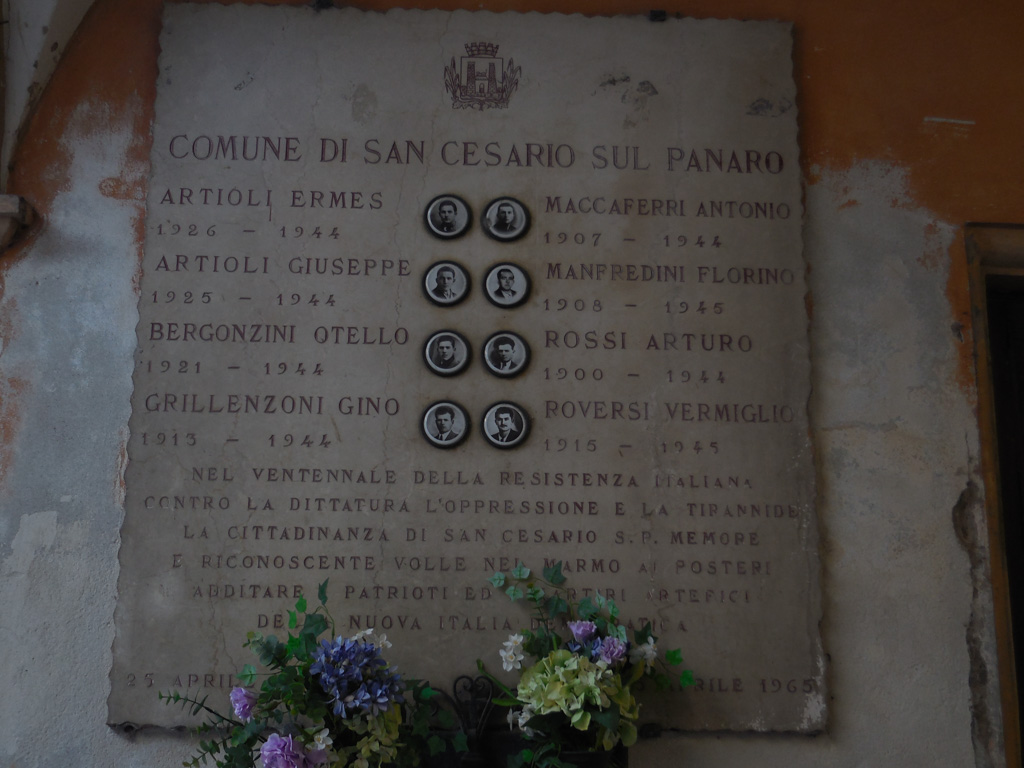 COMUNE DI SAN CESARIO SUL PANARO
ARTIOLI ERMES
1926 - 1944
ARTIOLI GIUSEPPE
1925 - 1944
BERGONZINI OTELLO
1921 - 1944
GRILLENZONI GINO
1913 - 1944
MACCAFERRI ANTONIO
1907 - 1944
MANFREDINI FLORINO
1908 - 1945
ROSSI ARTURO
1900 - 1944
ROVERSI VERMIGLIO
1915 - 1945
NEL VENTENNALE DELLA RESISTENZA ITALIANA
CONTRO LA DITTATURA L'OPPRESSIONE E LA TIRANNIDE
LA CITTADINANZA DI SAN CESARIO S.P. MEMORE
E RICONOSCENTE VOLLE NEL MARMO AI POSTERI
ADDITARE I PATRIOTI ED MARTIRI ARTEFICI
DELLA NUOVA ITALIA DEMOCRATICA
25 APRILE APRILE 1965